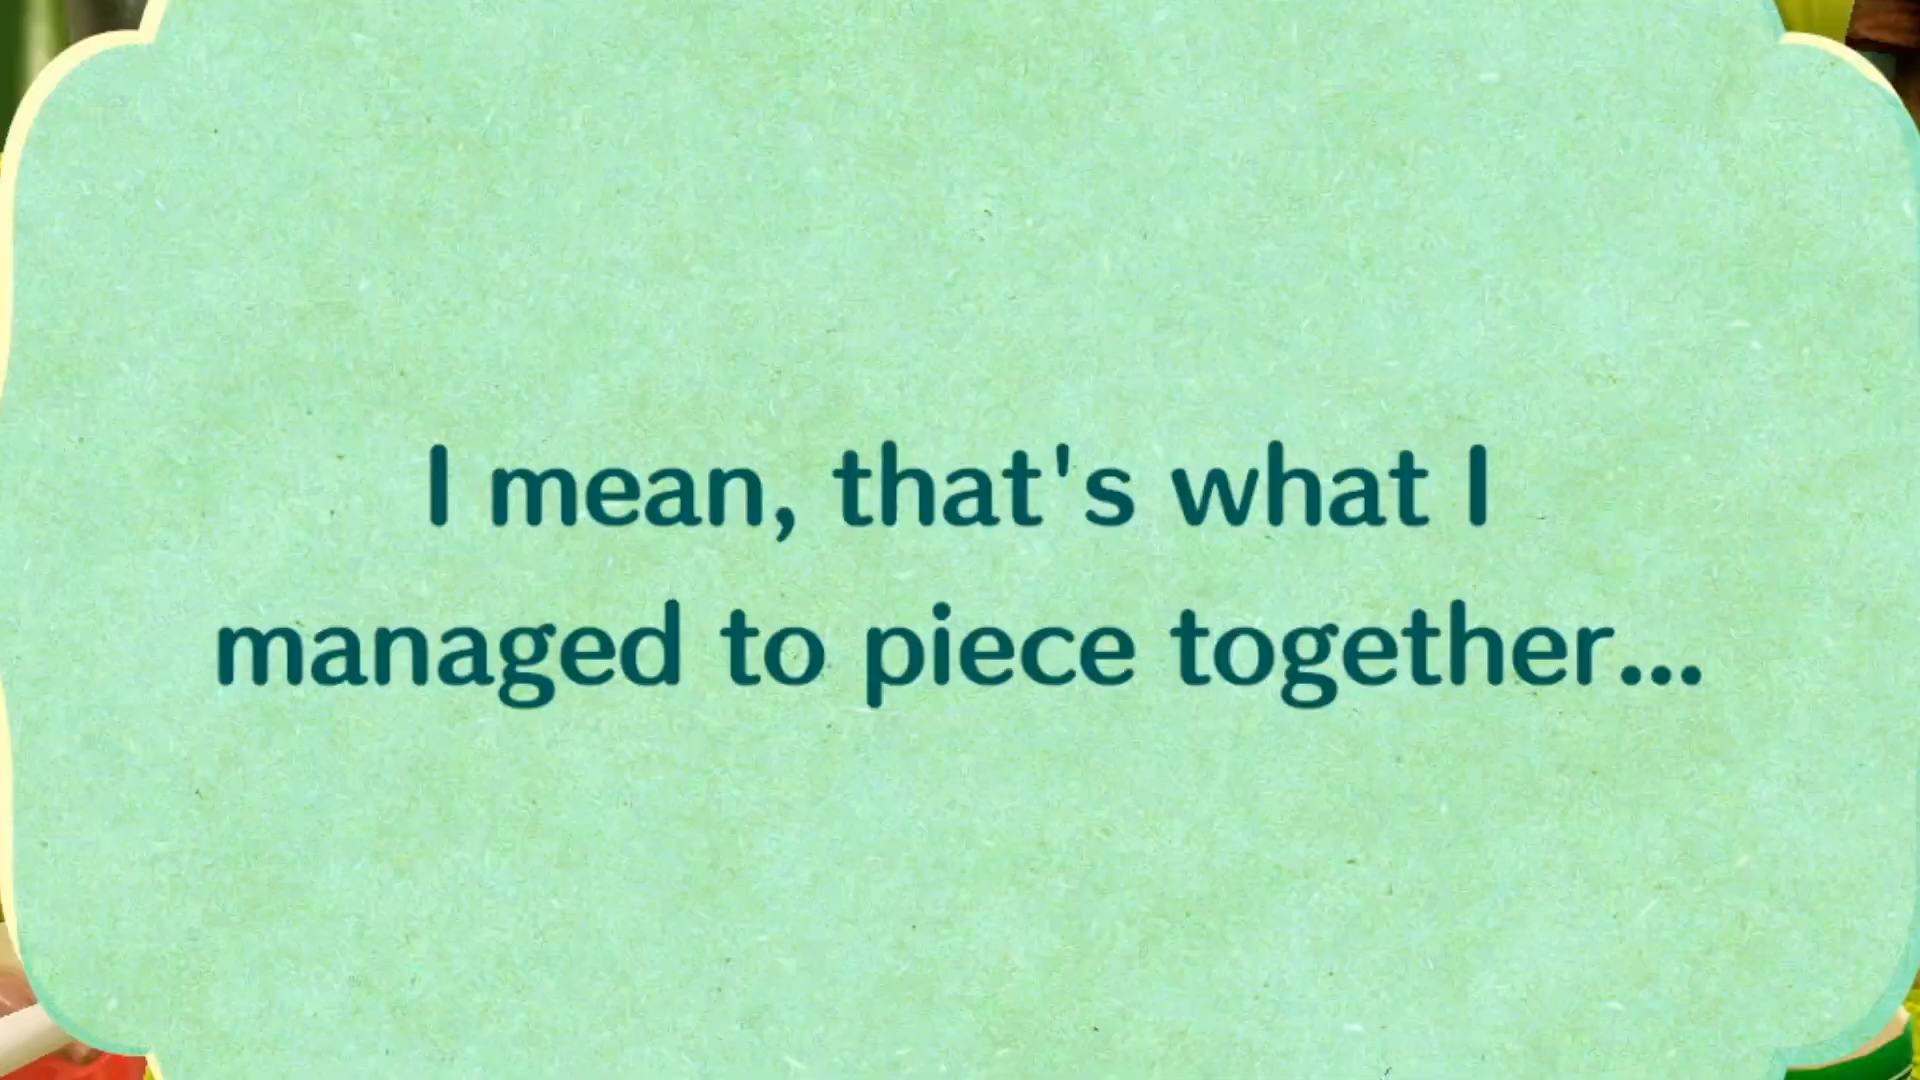 I mean, that's what I
managed to piece together...